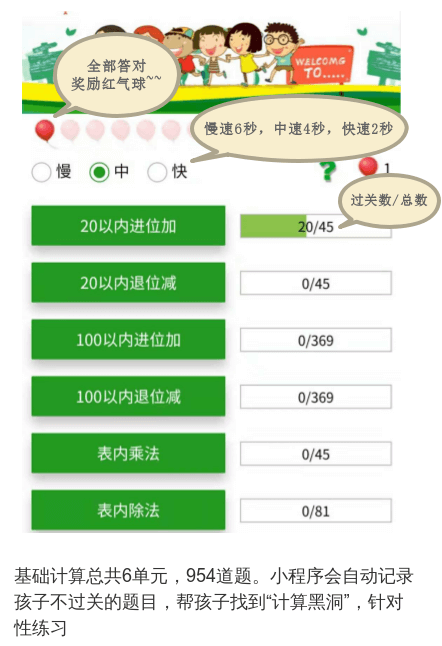 WELCOME
TO.....
全部答对
奖励红气球~~
慢速6秒，中速4秒，快速2秒
慢 中 快
? 1
过关数/总数
20以内进位加 20/45
20以内退位减 0/45
100以内进位加 0/369
100以内退位减 0/369
表内乘法 0/45
表内除法 0/81
基础计算总共6单元，954道题。小程序会自动记录
孩子不过关的题目，帮孩子找到“计算黑洞”，针对
性练习